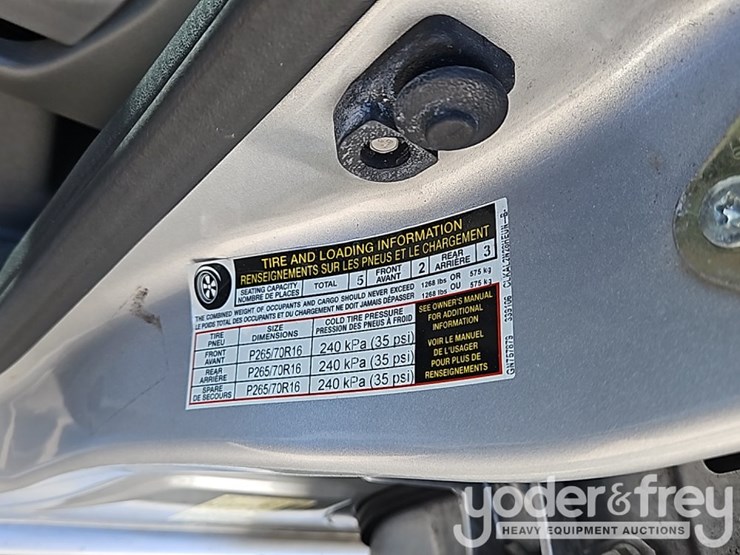 TIRE AND LOADING INFORMATION
RENSEIGNEMENTS SUR LES PNEUS ET LE CHARGEMENT
SEATING CAPACITY
NOMBRE DE PLACES
TOTAL 5 FRONT AVANT 2 REAR ARRIÈRE 3
THE COMBINED WEIGHT OF OCCUPANTS AND CARGO SHOULD NEVER EXCEED 1268 lbs OR 575 kg
LE POIDS TOTAL DES OCCUPANTS ET DU CHARGEMENT NE DOIT JAMAIS DÉPASSER 1268 lbs OU 575 kg
TIRE
PNEU
SIZE
DIMENSIONS
COLD TIRE PRESSURE
PRESSION DES PNEUS À FROID
FRONT
AVANT
P265/70R16 240 kPa (35 psi)
REAR
ARRIÈRE
P265/70R16 240 kPa (35 psi)
SPARE
DE SECOURS
P265/70R16 240 kPa (35 psi)
SEE OWNER'S MANUAL
FOR ADDITIONAL
INFORMATION
VOIR LE MANUEL
DE L'USAGER
POUR PLUS DE
RENSEIGNEMENTS
yoder&frey
HEAVY EQUIPMENT AUCTIONS